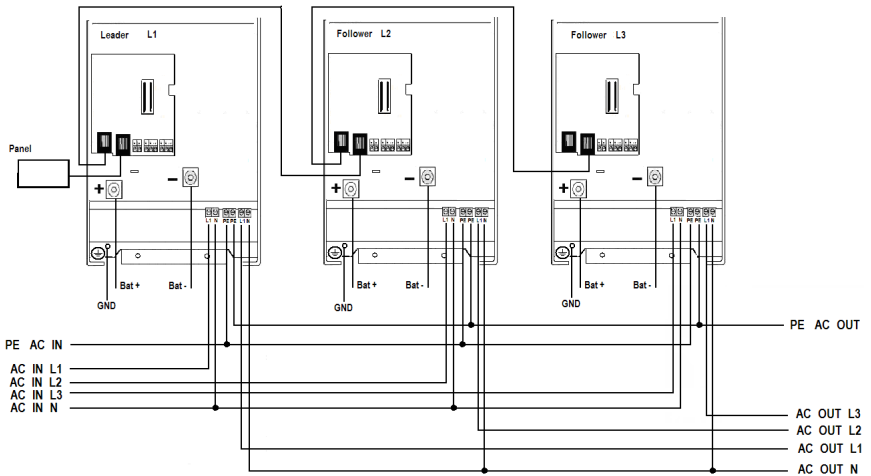 Leader L1
Follower L2
Follower L3
Panel
+ −
+ −
+ −
L1 N PE PE L1 N
L1 N PE PE L1 N
L1 N PE PE L1 N
Bat + Bat -
Bat + Bat -
Bat + Bat -
GND
GND
GND
PE AC OUT
PE AC IN
AC IN L1
AC IN L2
AC IN L3
AC IN N
AC OUT L3
AC OUT L2
AC OUT L1
AC OUT N